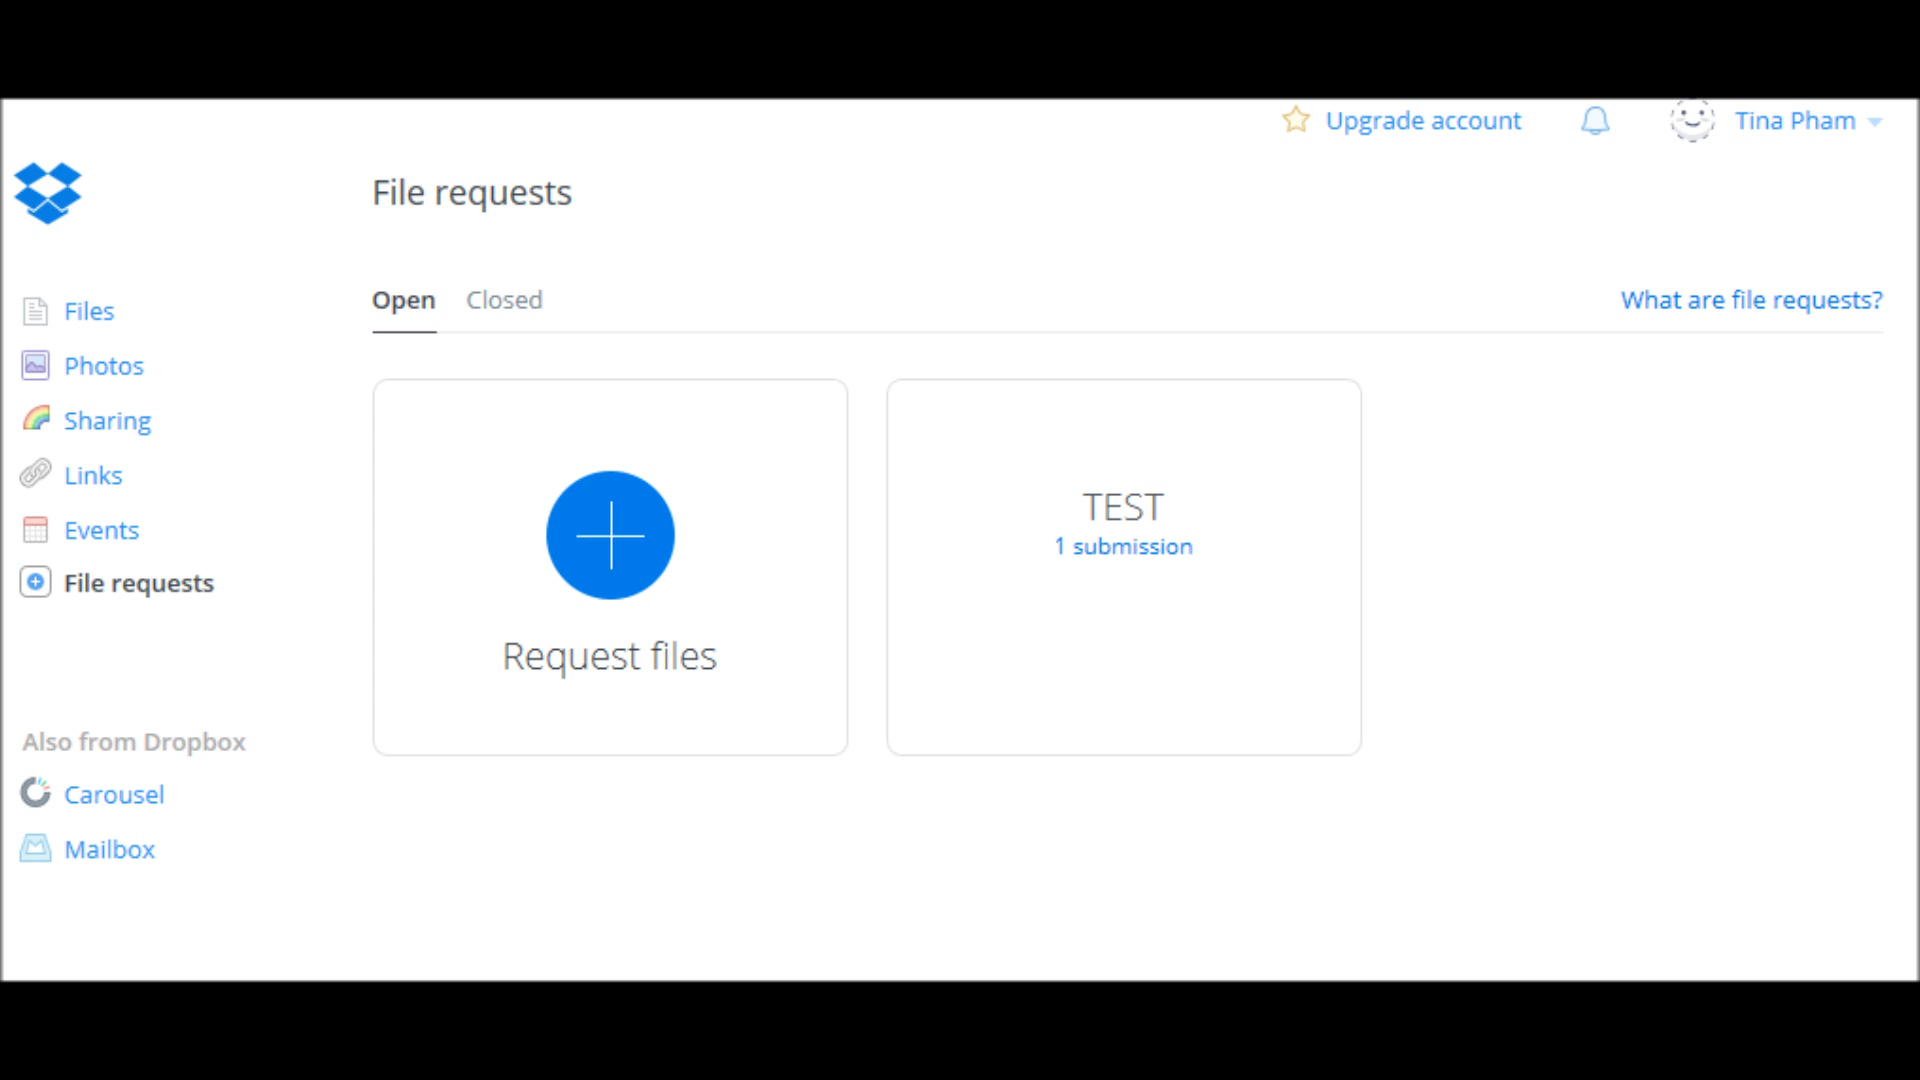 Upgrade account
Tina Pham
File requests
Open Closed
What are file requests?
Files
Photos
Sharing
Links
Events
File requests
Request files
TEST
1 submission
Also from Dropbox
Carousel
Mailbox